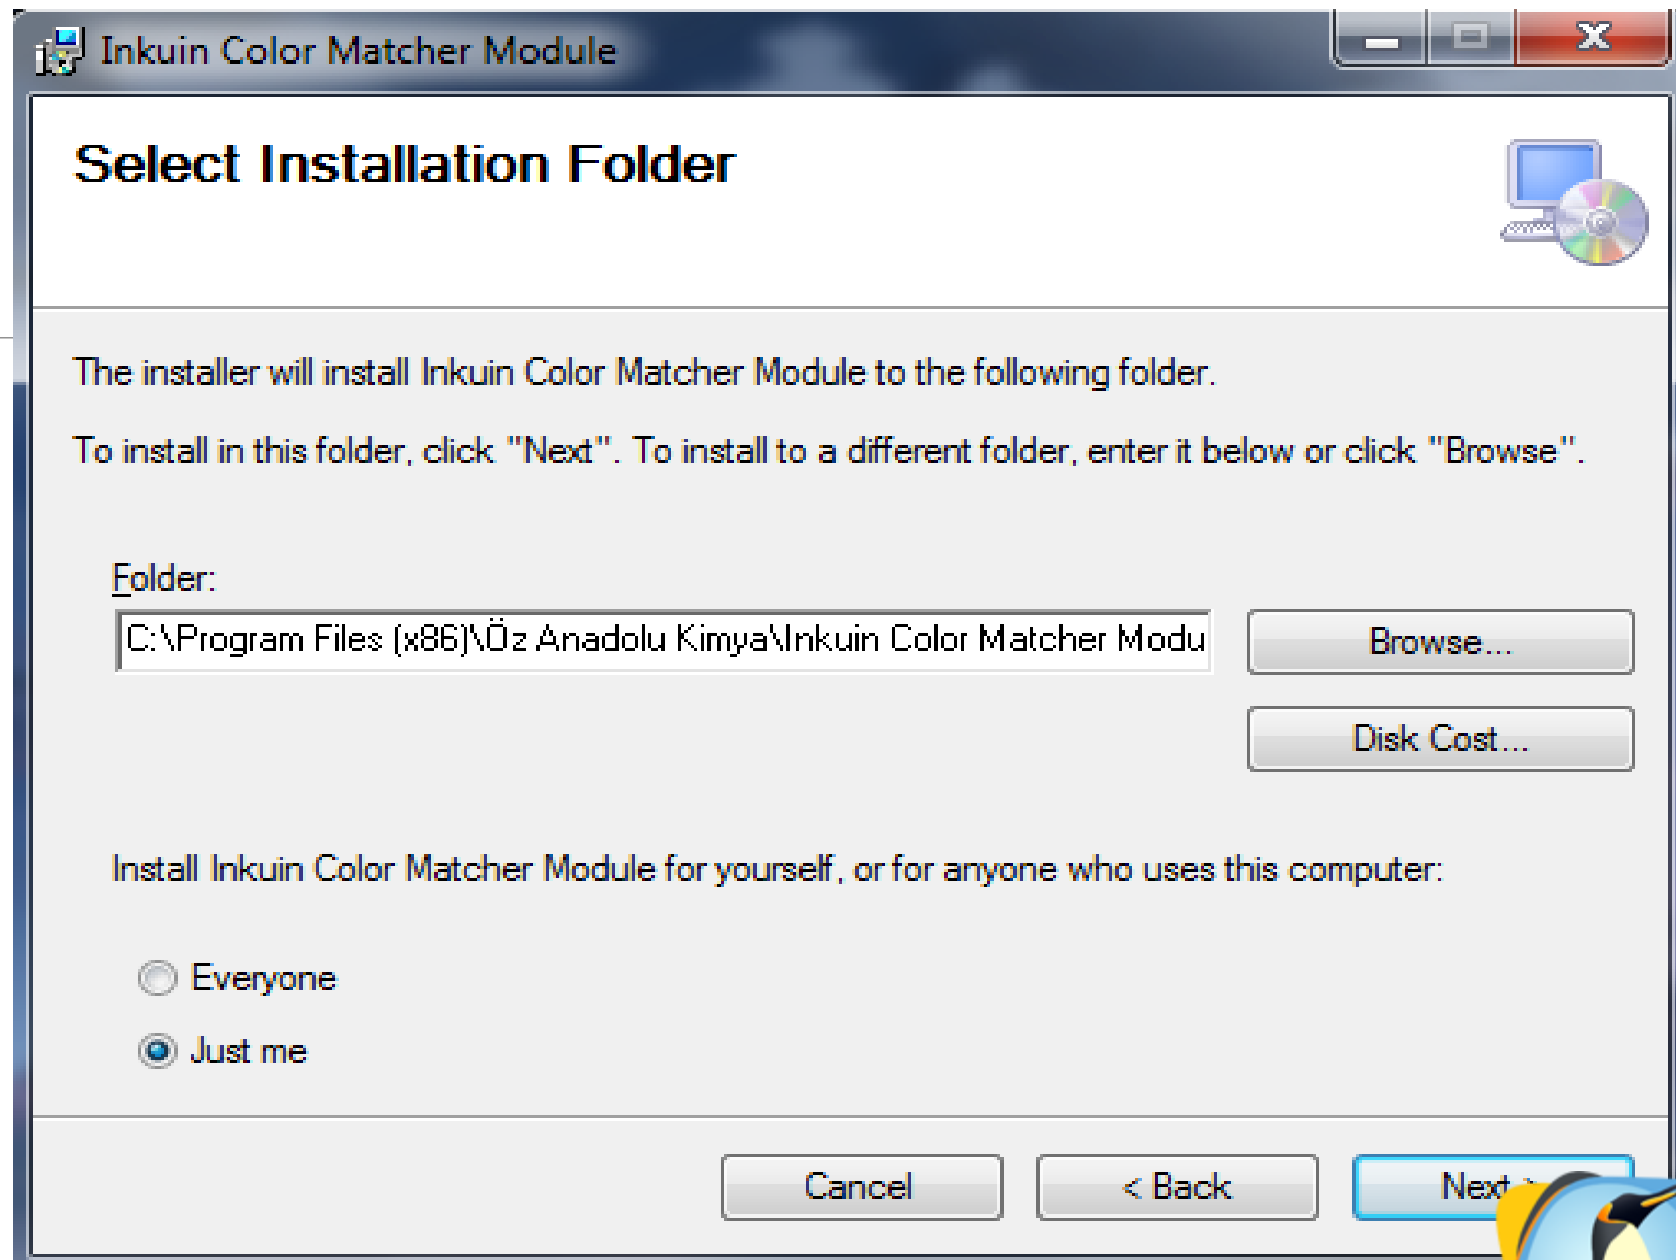 Inkuin Color Matcher Module
Select Installation Folder
The installer will install Inkuin Color Matcher Module to the following folder.
To install in this folder, click "Next". To install to a different folder, enter it below or click "Browse".
Folder:
C:\Program Files (x86)\Öz Anadolu Kimya\Inkuin Color Matcher Modu
Browse...
Disk Cost...
Install Inkuin Color Matcher Module for yourself, or for anyone who uses this computer:
Everyone
Just me
Cancel
< Back
Next >